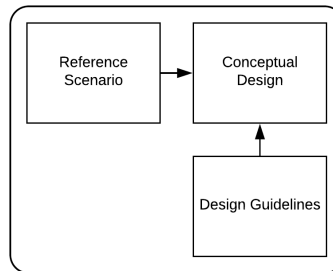 Reference
Scenario
Conceptual
Design
Design Guidelines